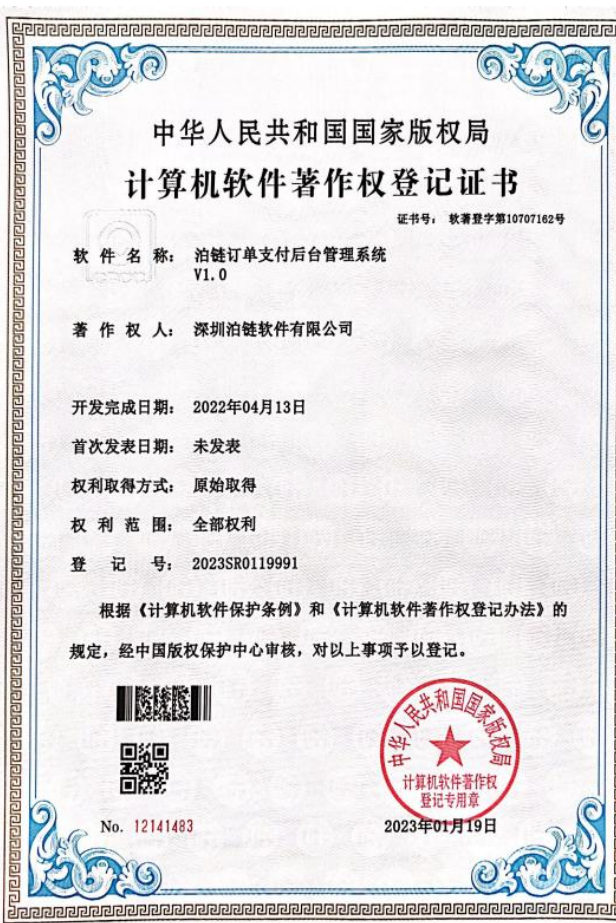 中华人民共和国国家版权局
计算机软件著作权登记证书
证书号： 软著登字第10707162号
软 件 名 称： 泊链订单支付后台管理系统
V1.0
著 作 权 人： 深圳泊链软件有限公司
开发完成日期： 2022年04月13日
首次发表日期： 未发表
权利取得方式： 原始取得
权 利 范 围： 全部权利
登 记 号： 2023SR0119991
根据《计算机软件保护条例》和《计算机软件著作权登记办法》的
规定，经中国版权保护中心审核，对以上事项予以登记。
中华人民共和国国家版权局
计算机软件著作权
登记专用章
No. 12141483
2023年01月19日